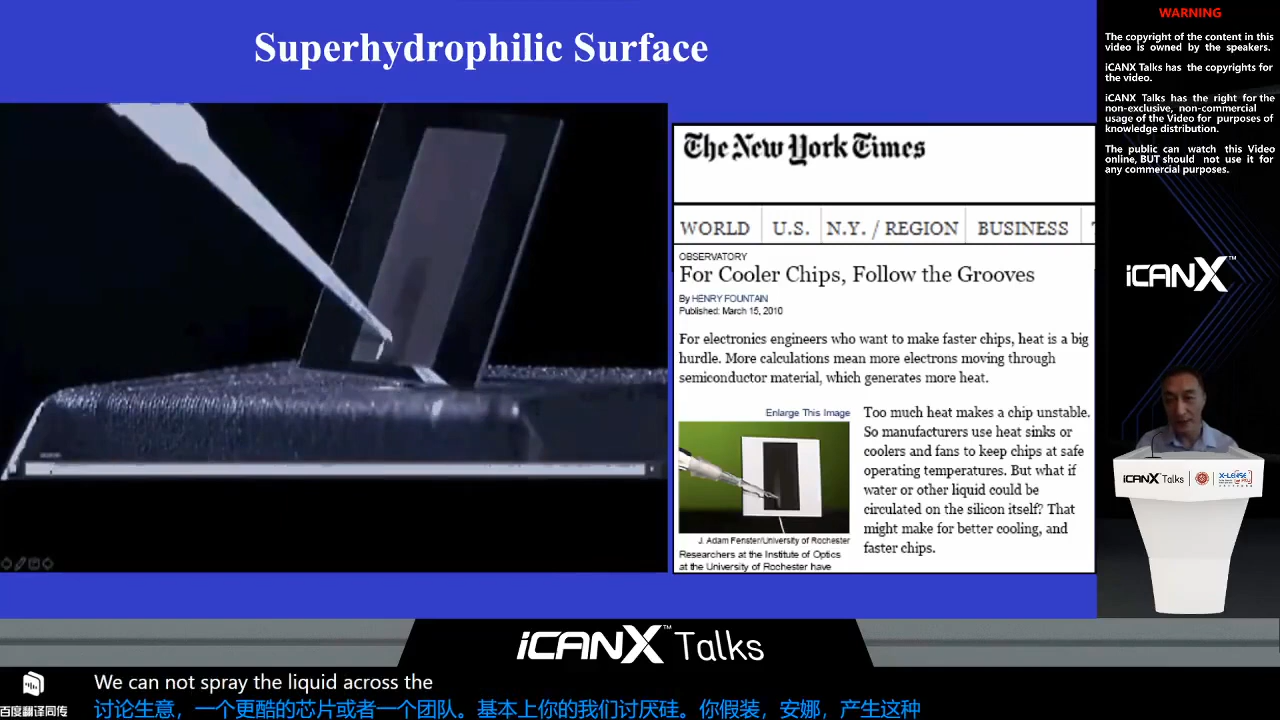 Superhydrophilic Surface
The New York Times
WORLD U.S. N.Y. / REGION BUSINESS
OBSERVATORY
For Cooler Chips, Follow the Grooves
By HENRY FOUNTAIN
Published: March 15, 2010
For electronics engineers who want to make faster chips, heat is a big
hurdle. More calculations mean more electrons moving through
semiconductor material, which generates more heat.
Enlarge This Image
J. Adam Fenster/University of Rochester
Researchers at the Institute of Optics
at the University of Rochester have
Too much heat makes a chip unstable.
So manufacturers use heat sinks or
coolers and fans to keep chips at safe
operating temperatures. But what if
water or other liquid could be
circulated on the silicon itself? That
might make for better cooling, and
faster chips.
WARNING
The copyright of the content in this
video is owned by the speakers.
iCANX Talks has the copyrights for
the video.
iCANX Talks has the right for the
non-exclusive, non-commercial
usage of the Video for purposes of
knowledge distribution.
The public can watch this Video
online, BUT should not use it for
any commercial purposes.
iCANX™
iCANX Talks
iCANX™ Talks
We can not spray the liquid across the
百度翻译同传
讨论生意，一个更酷的芯片或者一个团队。基本上你的我们讨厌硅。你假装，安娜，产生这种